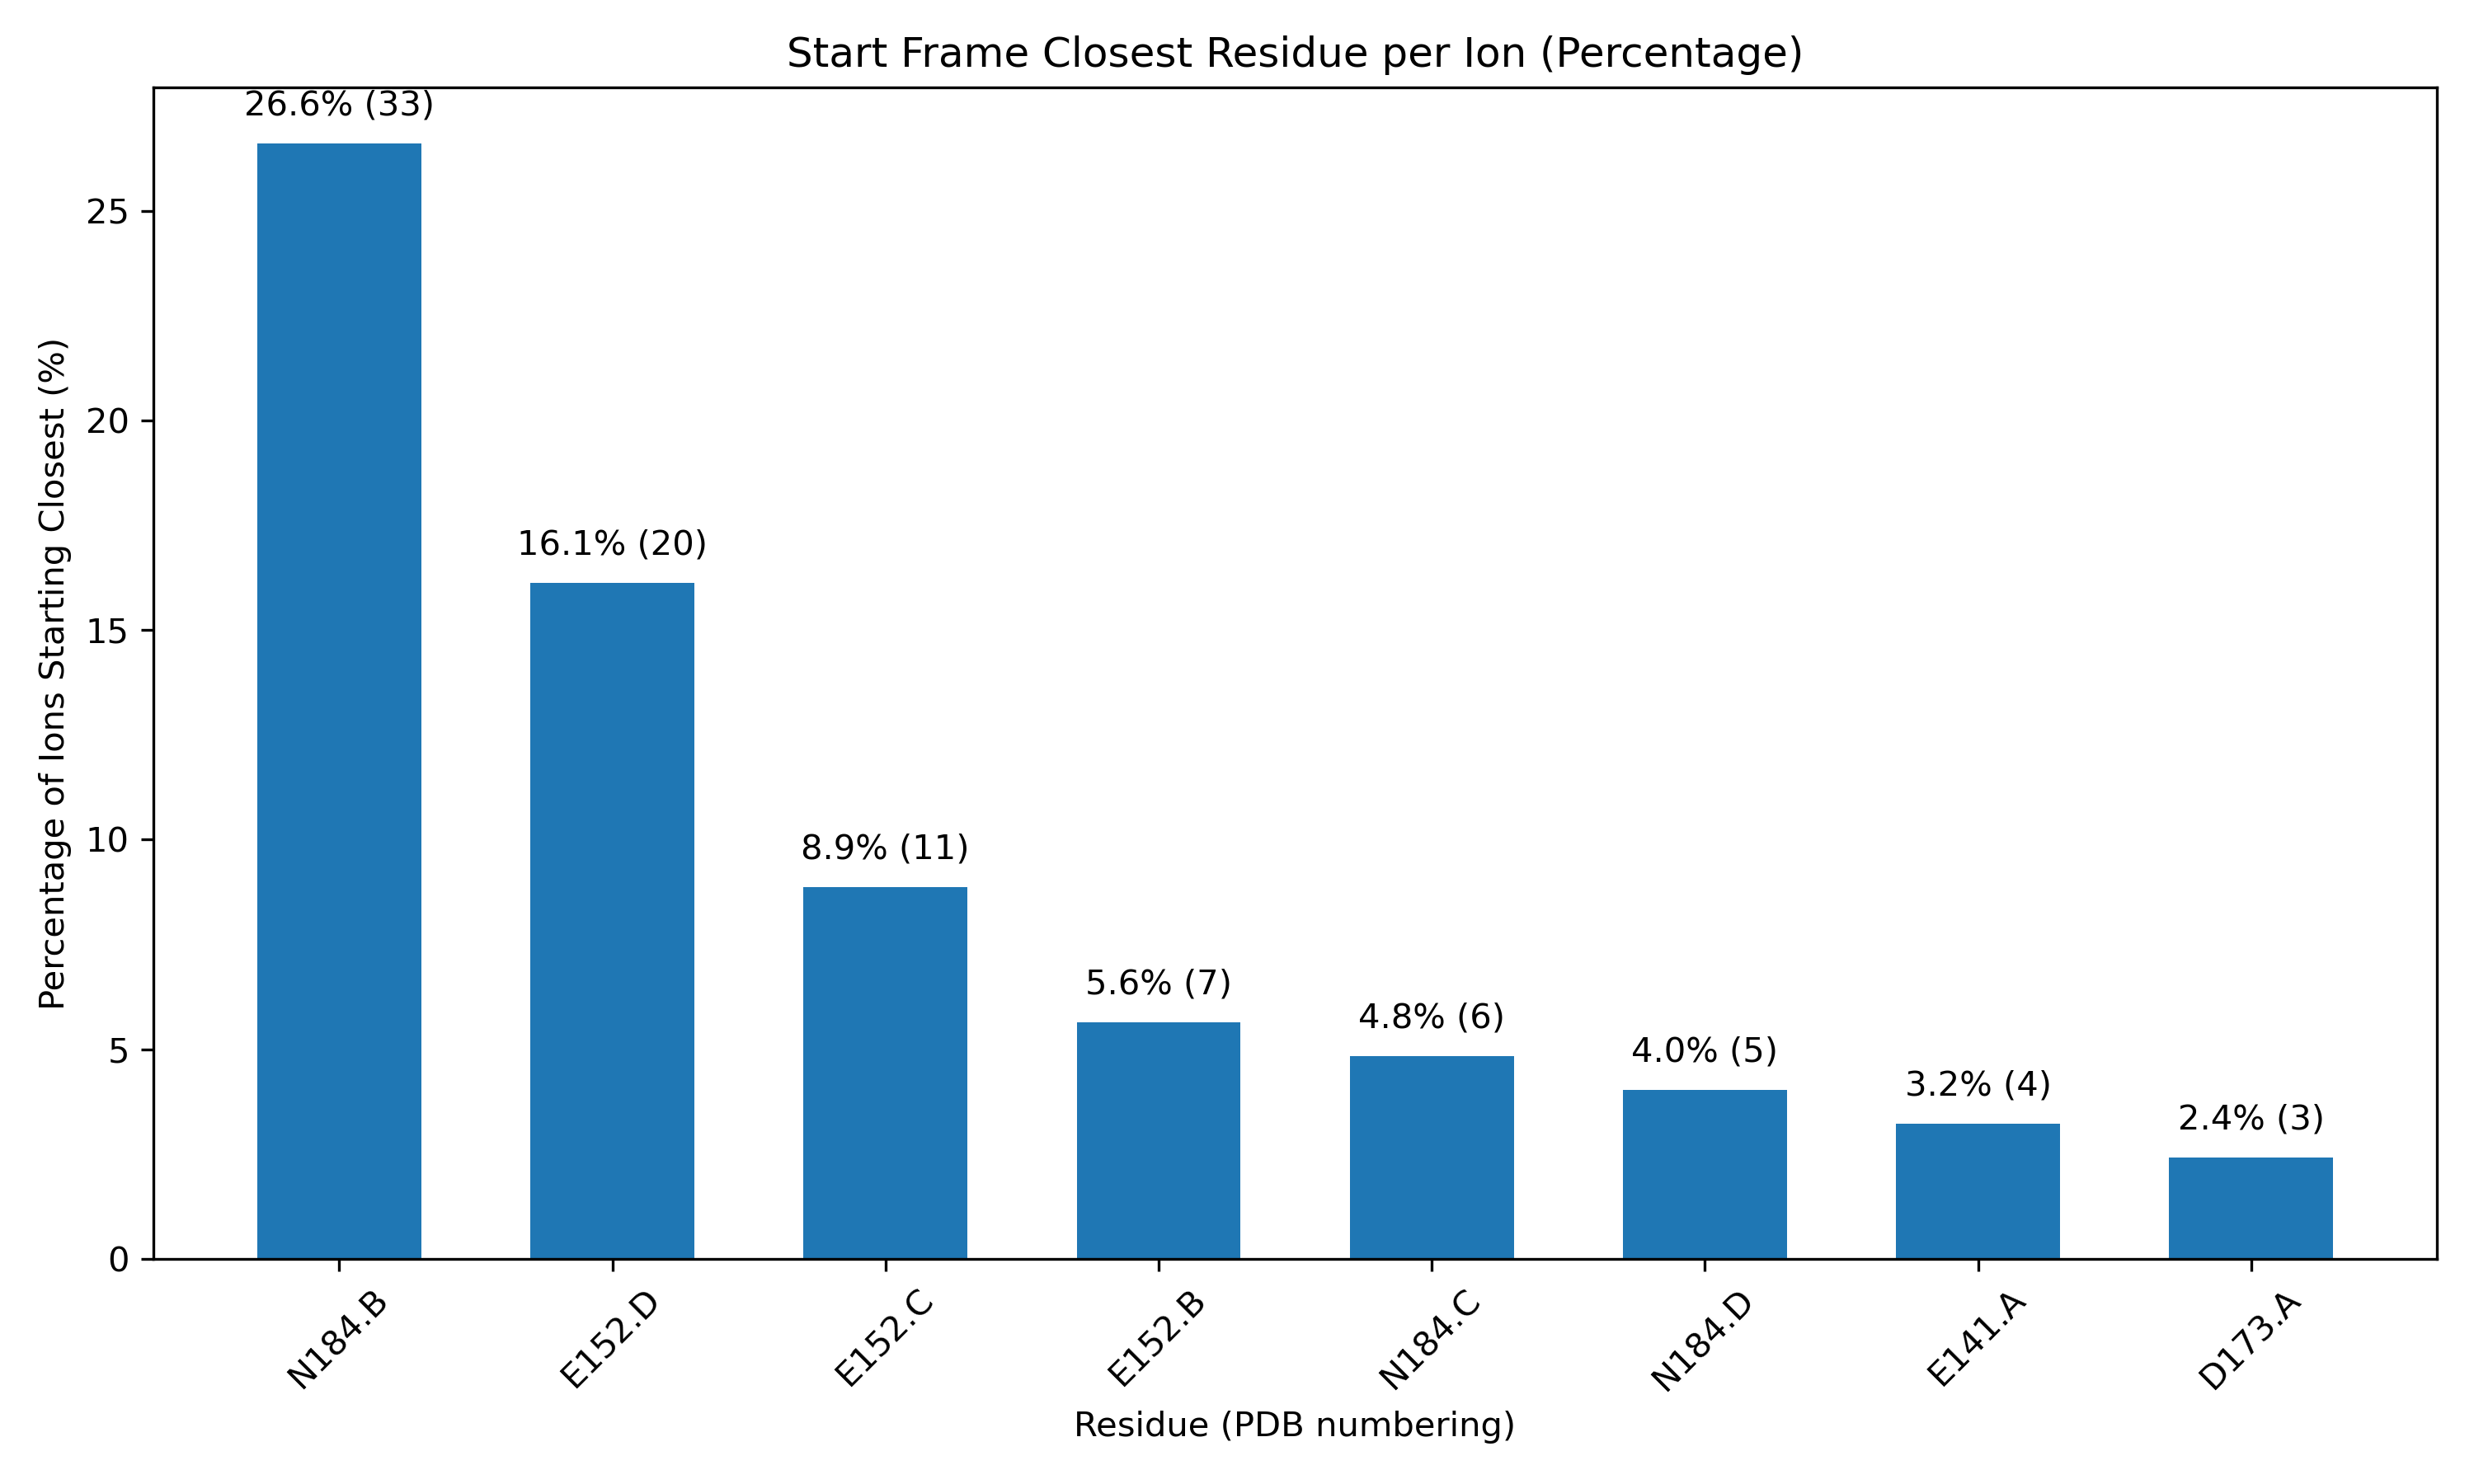 Start Frame Closest Residue per Ion (Percentage)
Percentage of Ions Starting Closest (%)
25
20
15
10
5
0
26.6% (33)
16.1% (20)
8.9% (11)
5.6% (7)
4.8% (6)
4.0% (5)
3.2% (4)
2.4% (3)
N184.B
E152.D
E152.C
E152.B
N184.C
N184.D
E141.A
D173.A
Residue (PDB numbering)